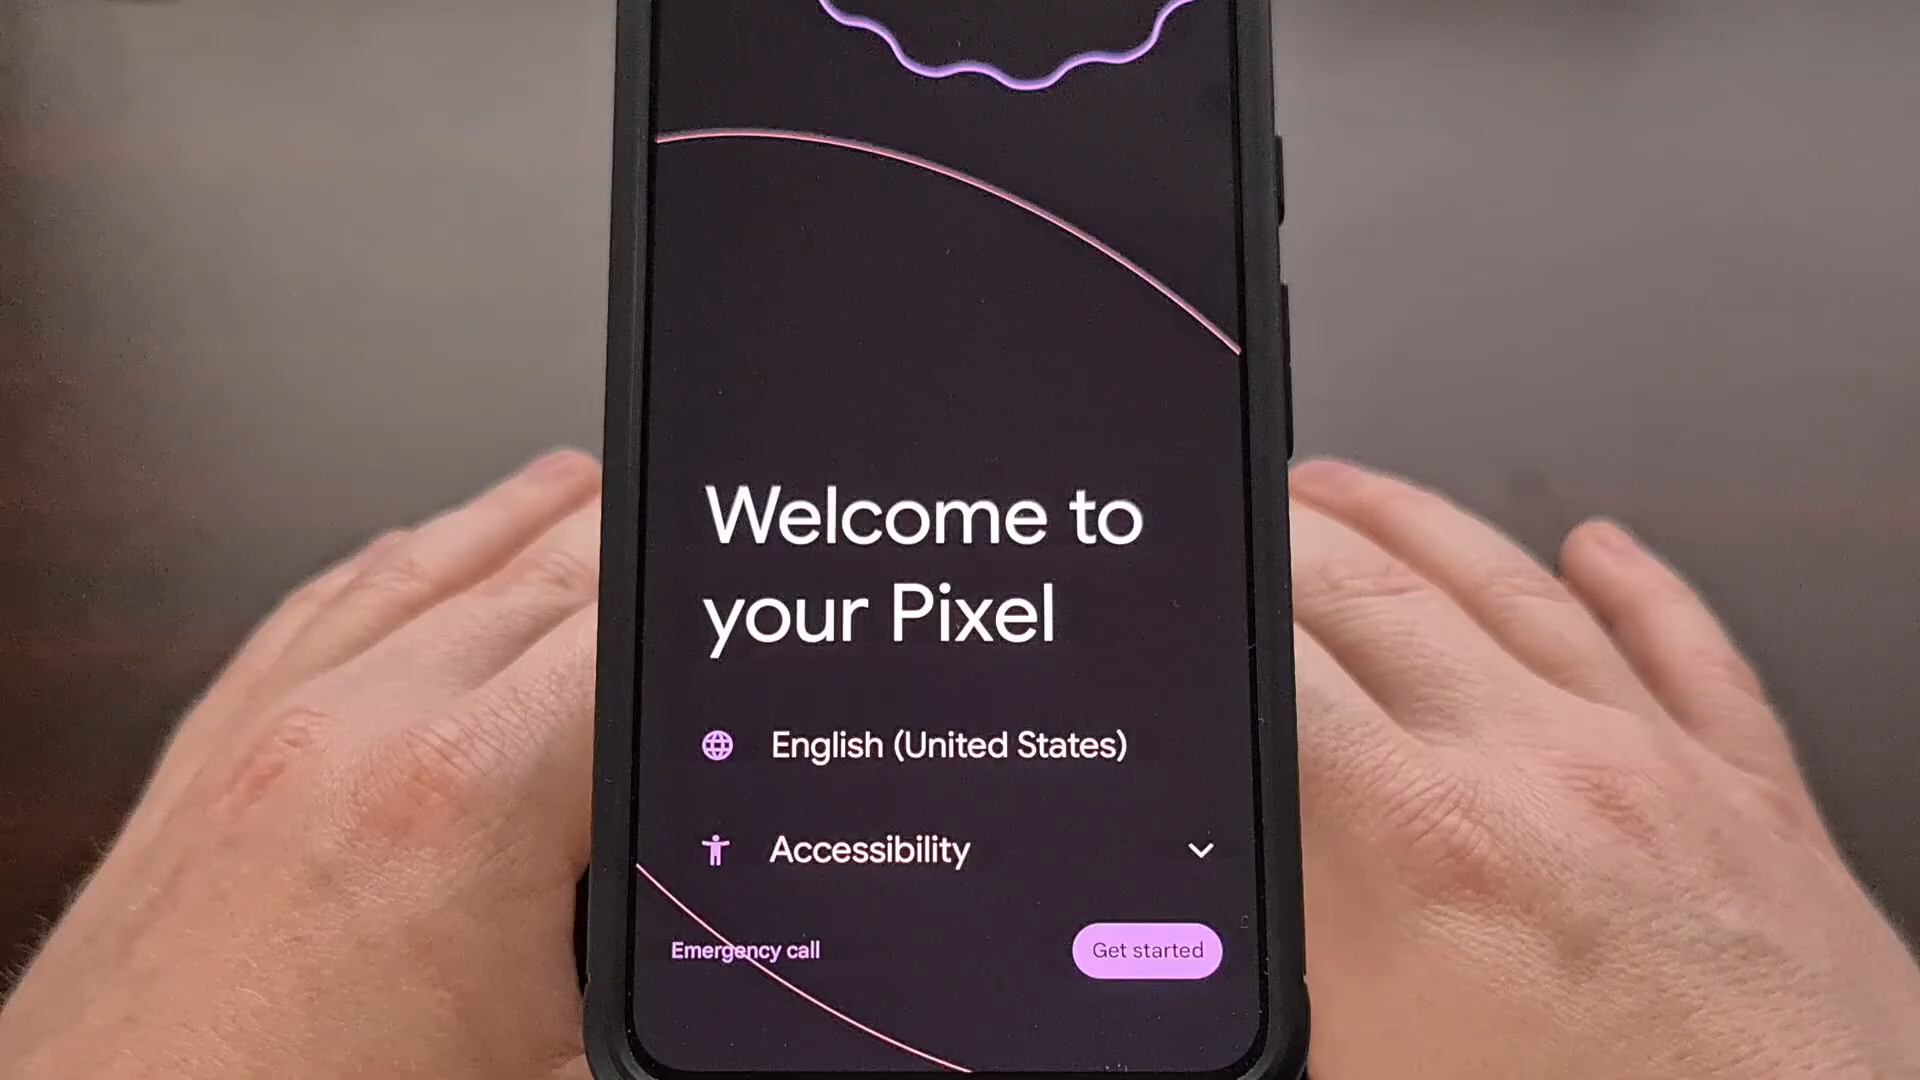 Welcome to
your Pixel
English (United States)
Accessibility
Emergency call
Get started